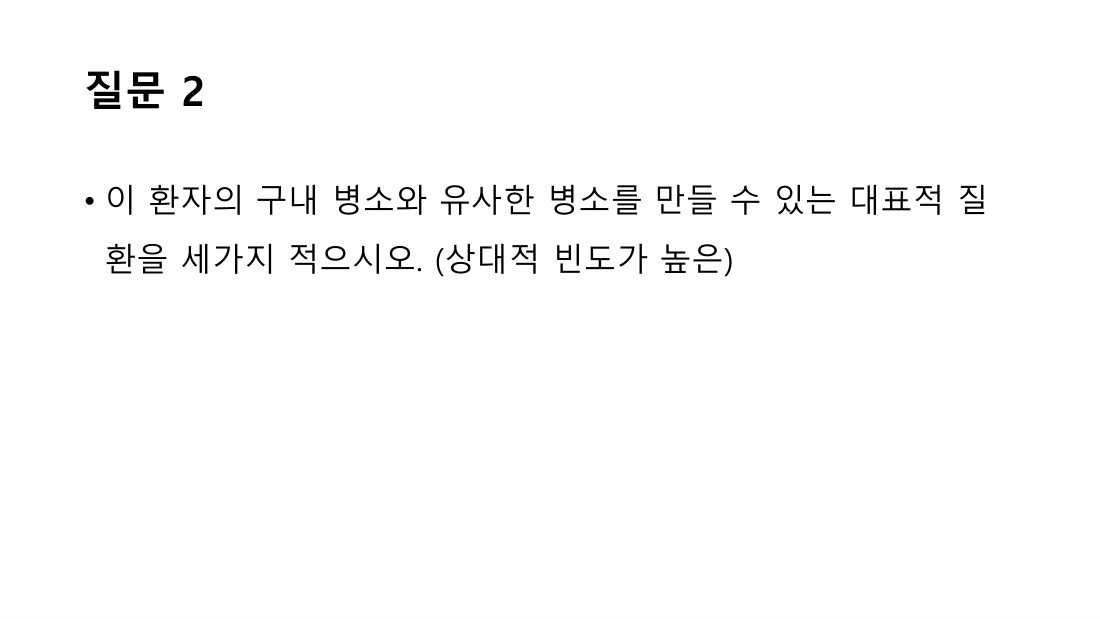 질문 2
• 이 환자의 구내 병소와 유사한 병소를 만들 수 있는 대표적 질
환을 세가지 적으시오. (상대적 빈도가 높은)